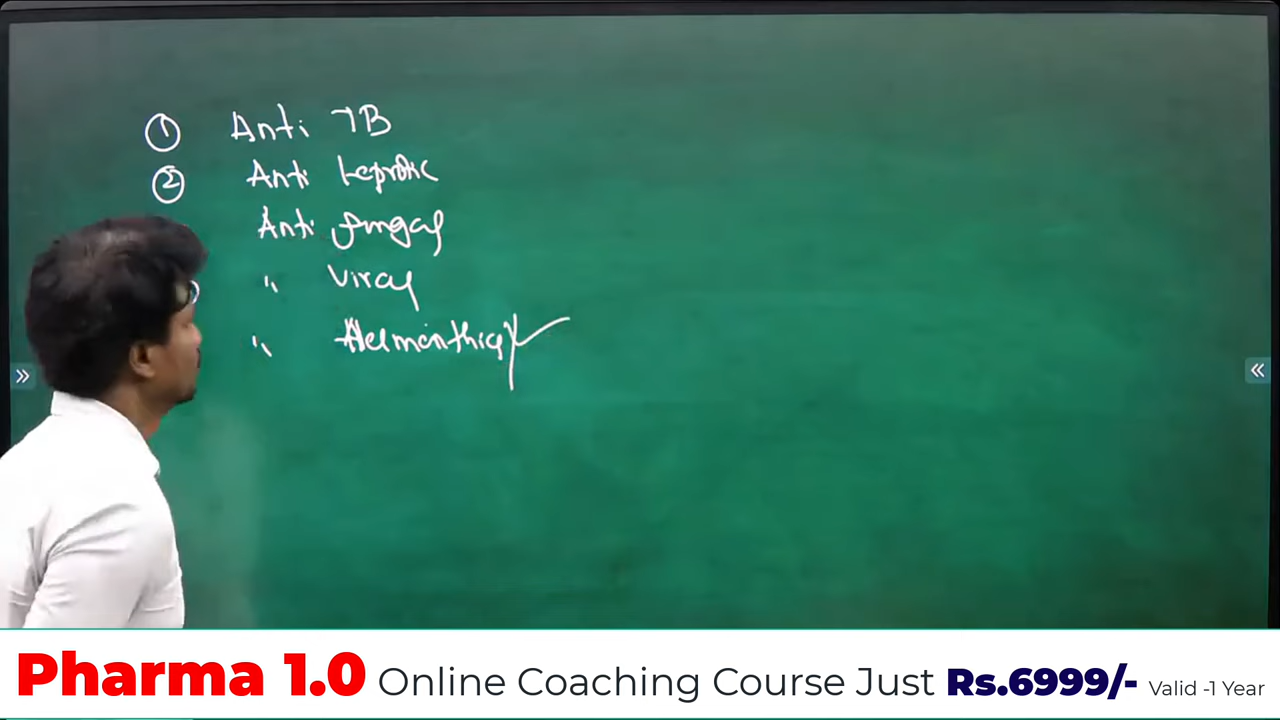 ① Anti TB
② Anti Leprotic
Anti fungal
" Viral
" Helminthic
Pharma 1.0 Online Coaching Course Just Rs.6999/- Valid -1 Year